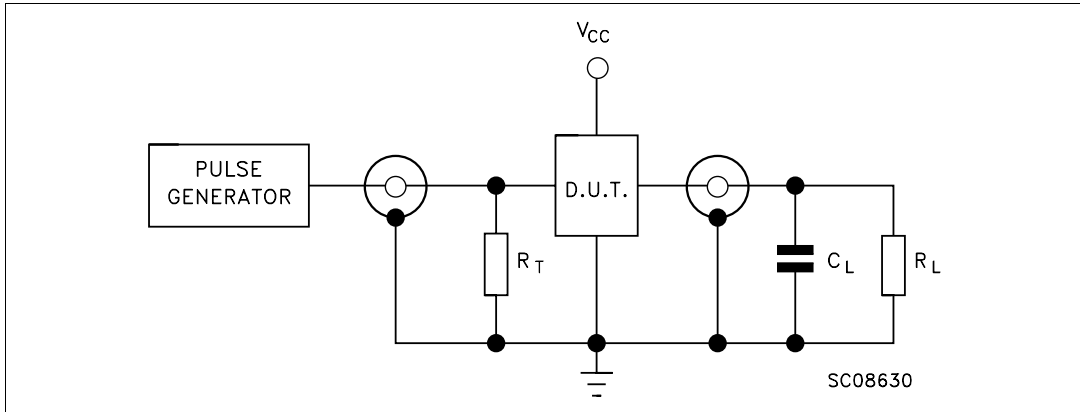 VCC
PULSE
GENERATOR
D.U.T.
RT
CL
RL
SC08630